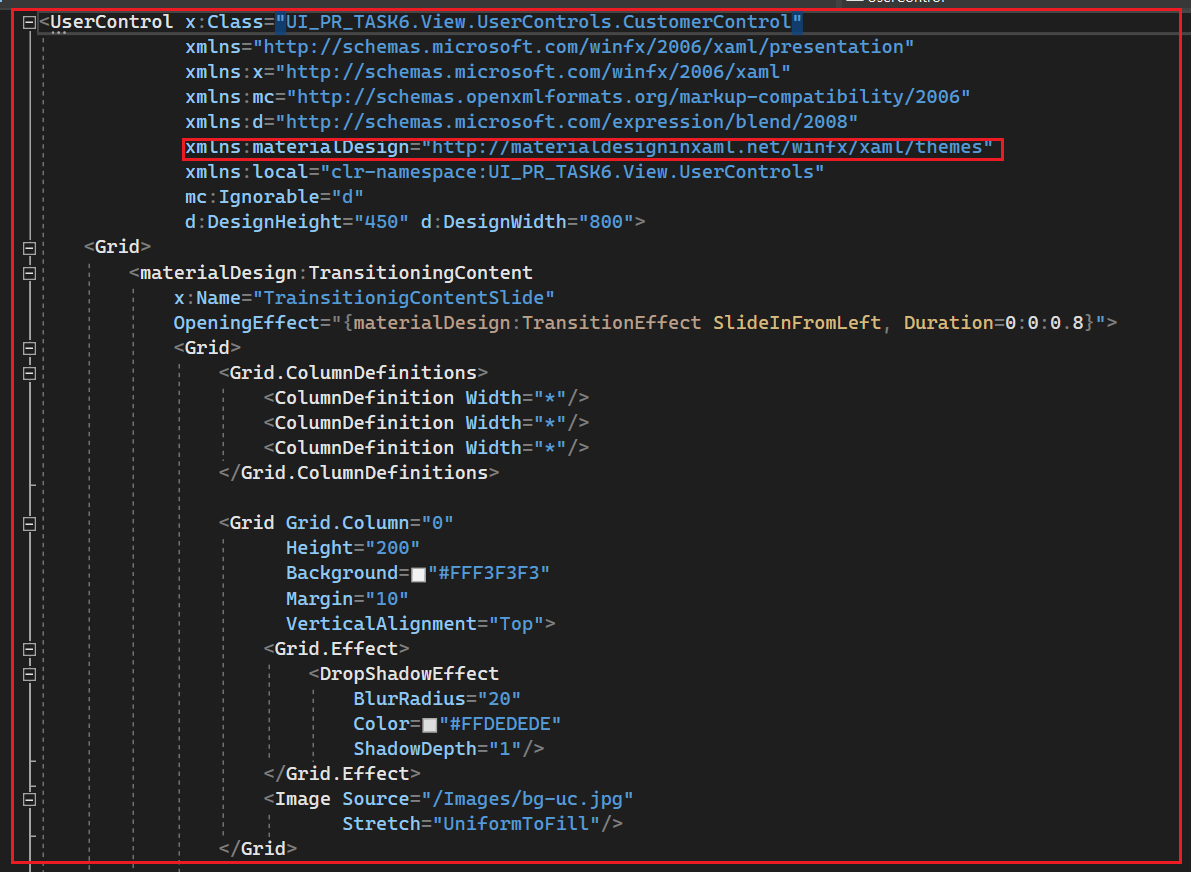 <UserControl x:Class="UI_PR_TASK6.View.UserControls.CustomerControl"
xmlns="http://schemas.microsoft.com/winfx/2006/xaml/presentation"
xmlns:x="http://schemas.microsoft.com/winfx/2006/xaml"
xmlns:mc="http://schemas.openxmlformats.org/markup-compatibility/2006"
xmlns:d="http://schemas.microsoft.com/expression/blend/2008"
xmlns:materialDesign="http://materialdesigninxaml.net/winfx/xaml/themes"
xmlns:local="clr-namespace:UI_PR_TASK6.View.UserControls"
mc:Ignorable="d"
d:DesignHeight="450" d:DesignWidth="800">
<Grid>
<materialDesign:TransitioningContent
x:Name="TrainsitionigContentSlide"
OpeningEffect="{materialDesign:TransitionEffect SlideInFromLeft, Duration=0:0:0.8}">
<Grid>
<Grid.ColumnDefinitions>
<ColumnDefinition Width="*"/>
<ColumnDefinition Width="*"/>
<ColumnDefinition Width="*"/>
</Grid.ColumnDefinitions>
<Grid Grid.Column="0"
Height="200"
Background="#FFF3F3F3"
Margin="10"
VerticalAlignment="Top">
<Grid.Effect>
<DropShadowEffect
BlurRadius="20"
Color="#FFDEDEDE"
ShadowDepth="1"/>
</Grid.Effect>
<Image Source="/Images/bg-uc.jpg"
Stretch="UniformToFill"/>
</Grid>